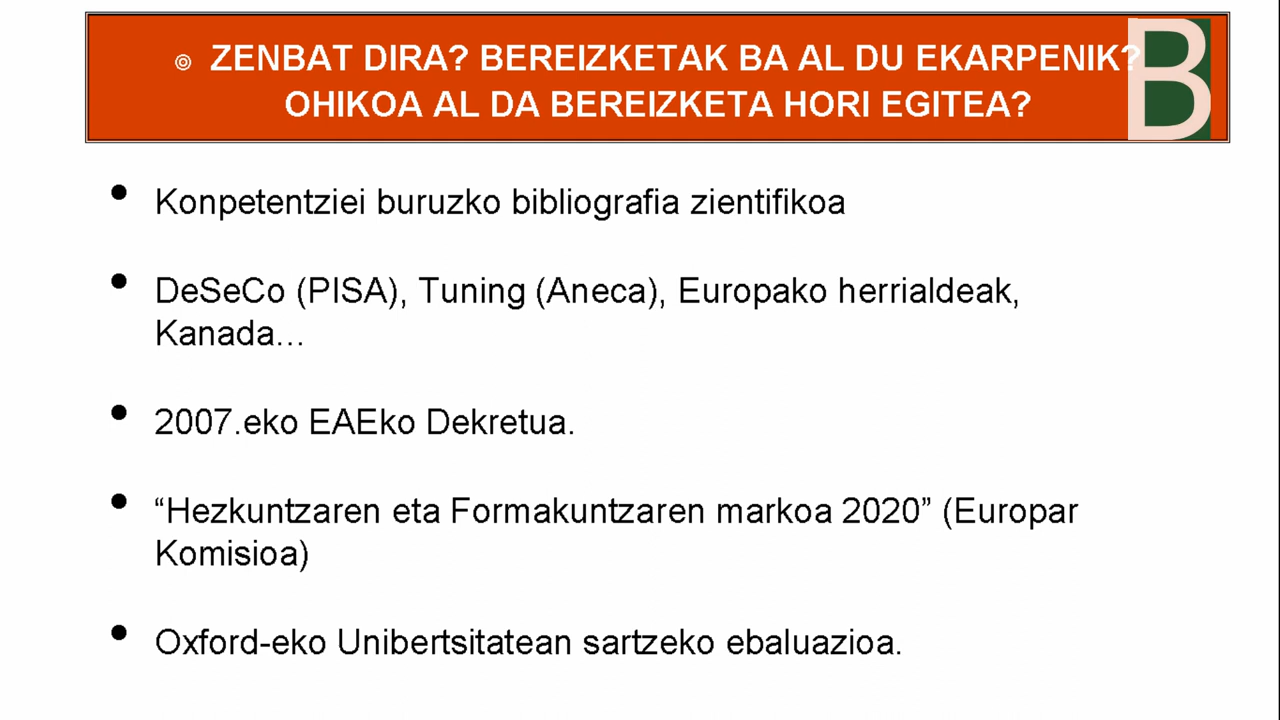 ZENBAT DIRA? BEREIZKETAK BA AL DU EKARPENIK?
OHIKOA AL DA BEREIZKETA HORI EGITEA?
B
• Konpetentziei buruzko bibliografia zientifikoa
• DeSeCo (PISA), Tuning (Aneca), Europako herrialdeak,
Kanada...
• 2007.eko EAEko Dekretua.
• “Hezkuntzaren eta Formakuntzaren markoa 2020” (Europar
Komisioa)
• Oxford-eko Unibertsitatean sartzeko ebaluazioa.